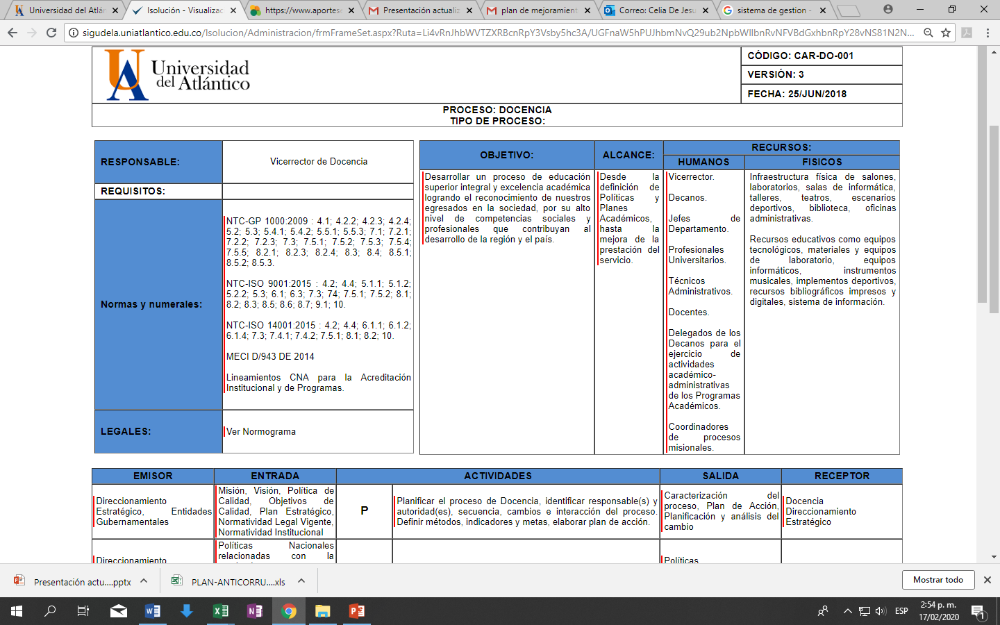 Universidad del Atlán
Isolución - Visualizac
https://www.aportese
Presentación actualiz
plan de mejoramient
Correo: Celia De Jesu
sistema de gestion -
sigudela.uniatlantico.edu.co/Isolucion/Administracion/frmFrameSet.aspx?Ruta=Li4vRnJhbWVTZXRBcnRpY3Vsby5hc3A/UGFnaW5hPUJhbmNvQ29ub2NpbWllbnRvNFVBdGxhbnRpY28vNS81N2N...
Universidad
del Atlántico
CÓDIGO: CAR-DO-001
VERSIÓN: 3
FECHA: 25/JUN/2018
PROCESO: DOCENCIA
TIPO DE PROCESO:
RESPONSABLE:
Vicerrector de Docencia
REQUISITOS:
Normas y numerales:
NTC-GP 1000:2009 : 4.1; 4.2.2; 4.2.3; 4.2.4;
5.2; 5.3; 5.4.1; 5.4.2; 5.5.1; 5.5.3; 7.1; 7.2.1;
7.2.2; 7.2.3; 7.3; 7.5.1; 7.5.2; 7.5.3; 7.5.4;
7.5.5; 8.2.1; 8.2.3; 8.2.4; 8.3; 8.4; 8.5.1;
8.5.2; 8.5.3.
NTC-ISO 9001:2015 : 4.2; 4.4; 5.1.1; 5.1.2;
5.2.2; 5.3; 6.1; 6.3; 7.3; 74; 7.5.1; 7.5.2; 8.1;
8.2; 8.3; 8.5; 8.6; 8.7; 9.1; 10.
NTC-ISO 14001:2015 : 4.2; 4.4; 6.1.1; 6.1.2;
6.1.4; 7.3; 7.4.1; 7.4.2; 7.5.1; 8.1; 8.2; 10.
MECI D/943 DE 2014
Lineamientos CNA para la Acreditación
Institucional y de Programas.
LEGALES:
Ver Normograma
OBJETIVO:
ALCANCE:
RECURSOS:
HUMANOS
FISICOS
Desarrollar un proceso de educación
superior integral y excelencia académica
logrando el reconocimiento de nuestros
egresados en la sociedad, por su alto
nivel de competencias sociales y
profesionales que contribuyan al
desarrollo de la región y el país.
Desde la
definición de
Políticas y
Planes
Académicos,
hasta la
mejora de la
prestación del
servicio.
Vicerrector.
Decanos.
Jefes de
Departamento.
Profesionales
Universitarios.
Técnicos
Administrativos.
Docentes.
Delegados de los
Decanos para el
ejercicio de
actividades
académico-
administrativas
de los Programas
Académicos.
Coordinadores
de procesos
misionales.
Infraestructura física de salones,
laboratorios, salas de informática,
talleres, teatros, escenarios
deportivos, biblioteca, oficinas
administrativas.
Recursos educativos como equipos
tecnológicos, materiales y equipos
de laboratorio, equipos
informáticos, instrumentos
musicales, implementos deportivos,
recursos bibliográficos impresos y
digitales, sistema de información.
EMISOR
ENTRADA
ACTIVIDADES
SALIDA
RECEPTOR
Direccionamiento
Estratégico, Entidades
Gubernamentales
Misión, Visión, Política de
Calidad, Objetivos de
Calidad, Plan Estratégico,
Normatividad Legal Vigente,
Normatividad Institucional
P
Planificar el proceso de Docencia, identificar responsable(s) y
autoridad(es), secuencia, cambios e interacción del proceso.
Definir métodos, indicadores y metas, elaborar plan de acción.
Caracterización del
proceso, Plan de Acción,
Planificación y análisis del
cambio
Docencia
Direccionamiento
Estratégico
Direccionamiento
Políticas Nacionales
relacionadas con la
Políticas
Presentación actu....pptx
PLAN-ANTICORRU....xls
Mostrar todo
ESP
2:54 p. m.
17/02/2020
1